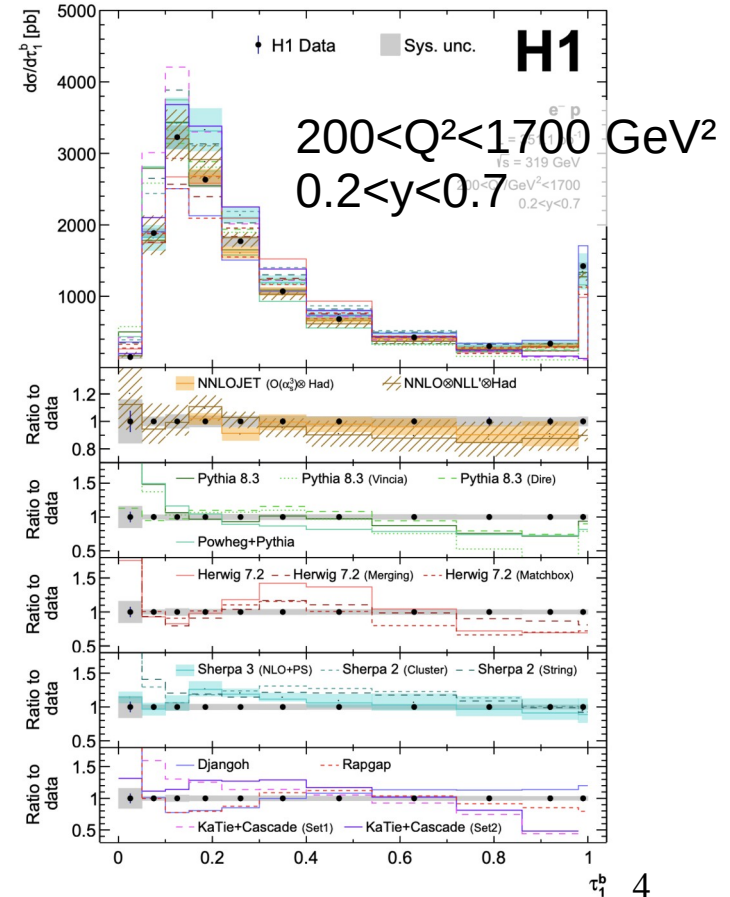 5000
dσ/dτ₁ᵇ [pb]
H1 Data
Sys. unc.
H1
4000
e⁻ p
200<Q²<1700 GeV²
√s = 319 GeV
3000
0.2<y<0.7
200<Q²/GeV²<1700
0.2<y<0.7
2000
1000
NNLOJET (O(αₛ³)⊗ Had)
NNLO⊗NLL'⊗Had
Ratio to
data
1.2
1
0.8
Pythia 8.3
Pythia 8.3 (Vincia)
Pythia 8.3 (Dire)
Powheg+Pythia
Ratio to
data
1.5
1
0.5
Herwig 7.2
Herwig 7.2 (Merging)
Herwig 7.2 (Matchbox)
Ratio to
data
1.5
1
0.5
Sherpa 3 (NLO+PS)
Sherpa 2 (Cluster)
Sherpa 2 (String)
Ratio to
data
1.5
1
0.5
Djangoh
Rapgap
KaTie+Cascade (Set1)
KaTie+Cascade (Set2)
Ratio to
data
1.5
1
0.5
0 0.2 0.4 0.6 0.8 1
τ₁ᵇ
4